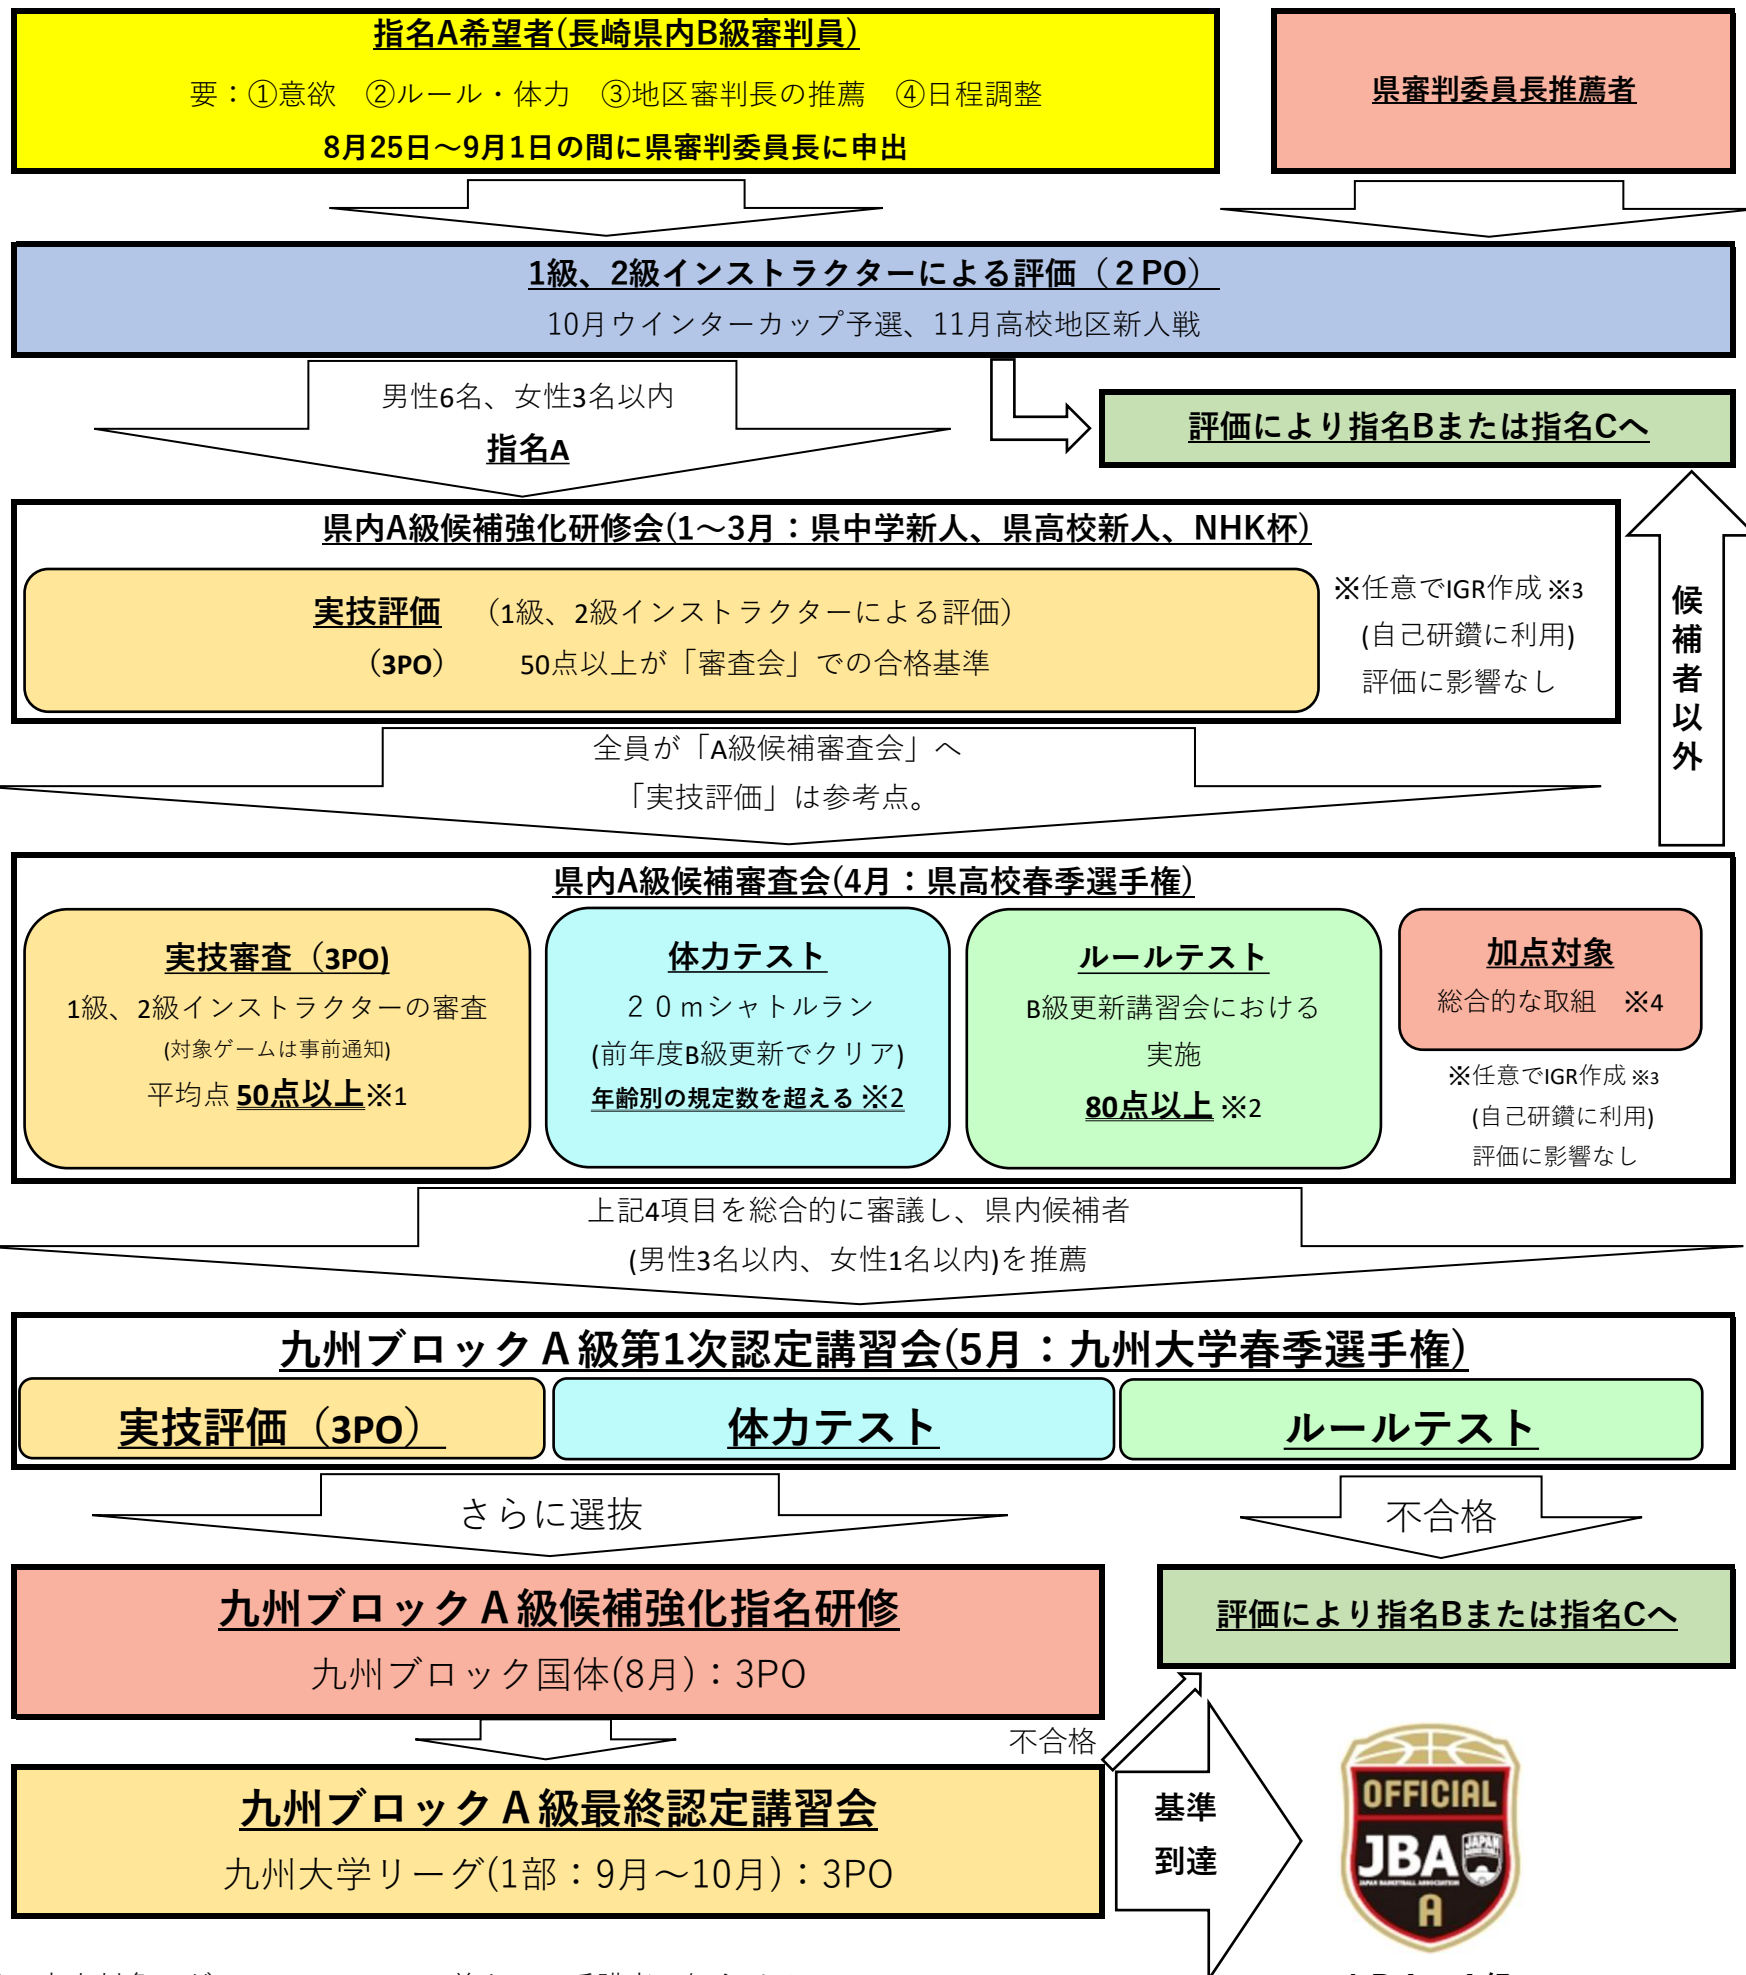 指名A希望者(長崎県内B級審判員)
要：①意欲　②ルール・体力　③地区審判長の推薦　④日程調整
8月25日～9月1日の間に県審判委員長に申出
県審判委員長推薦者
1級、2級インストラクターによる評価（２PO）
10月ウインターカップ予選、11月高校地区新人戦
男性6名、女性3名以内
指名A
評価により指名Bまたは指名Cへ
県内A級候補強化研修会(1～3月：県中学新人、県高校新人、NHK杯)
実技評価　（1級、2級インストラクターによる評価）
（3PO）　　50点以上が「審査会」での合格基準
※任意でIGR作成 ※3
(自己研鑽に利用)
評価に影響なし
候補者以外
全員が「A級候補審査会」へ
「実技評価」は参考点。
県内A級候補審査会(4月：県高校春季選手権)
実技審査（3PO)
1級、2級インストラクターの審査
(対象ゲームは事前通知)
平均点 50点以上※1
体力テスト
２０ｍシャトルラン
(前年度B級更新でクリア)
年齢別の規定数を超える ※2
ルールテスト
B級更新講習会における
実施
80点以上 ※2
加点対象
総合的な取組　※4
※任意でIGR作成 ※3
(自己研鑽に利用)
評価に影響なし
上記4項目を総合的に審議し、県内候補者
(男性3名以内、女性1名以内)を推薦
九州ブロックＡ級第1次認定講習会(5月：九州大学春季選手権)
実技評価（3PO）
体力テスト
ルールテスト
さらに選抜
不合格
九州ブロックＡ級候補強化指名研修
九州ブロック国体(8月)：3PO
評価により指名Bまたは指名Cへ
不合格
九州ブロックＡ級最終認定講習会
九州大学リーグ(1部：9月～10月)：3PO
基準
到達
OFFICIAL
JBA
JAPAN
JAPAN BASKETBALL ASSOCIATION
A